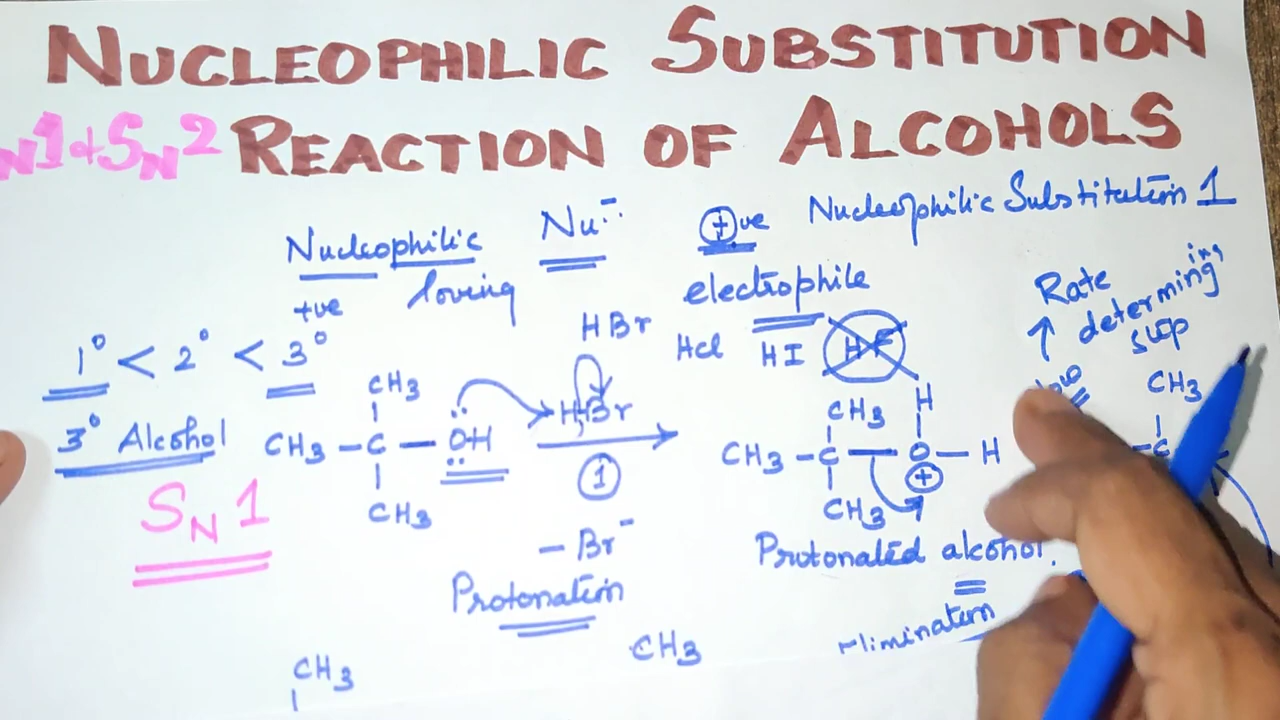 NUCLEOPHILIC SUBSTITUTION
N1+SN2 REACTION OF ALCOHOLS
Nucleophilic Substitution 1
Nucleophilic Nu⁻: +ve
loving electrophile
+ve
Rate
determining
step
HBr
HCl HI HF
1° < 2° < 3°
3° Alcohol
CH3
CH3 – C – OH
CH3
H–Br
1
CH3 H
CH3 – C – O – H
+
CH3
CH3
C
SN1
– Br⁻
Protonation
Protonated alcohol.
CH3
CH3